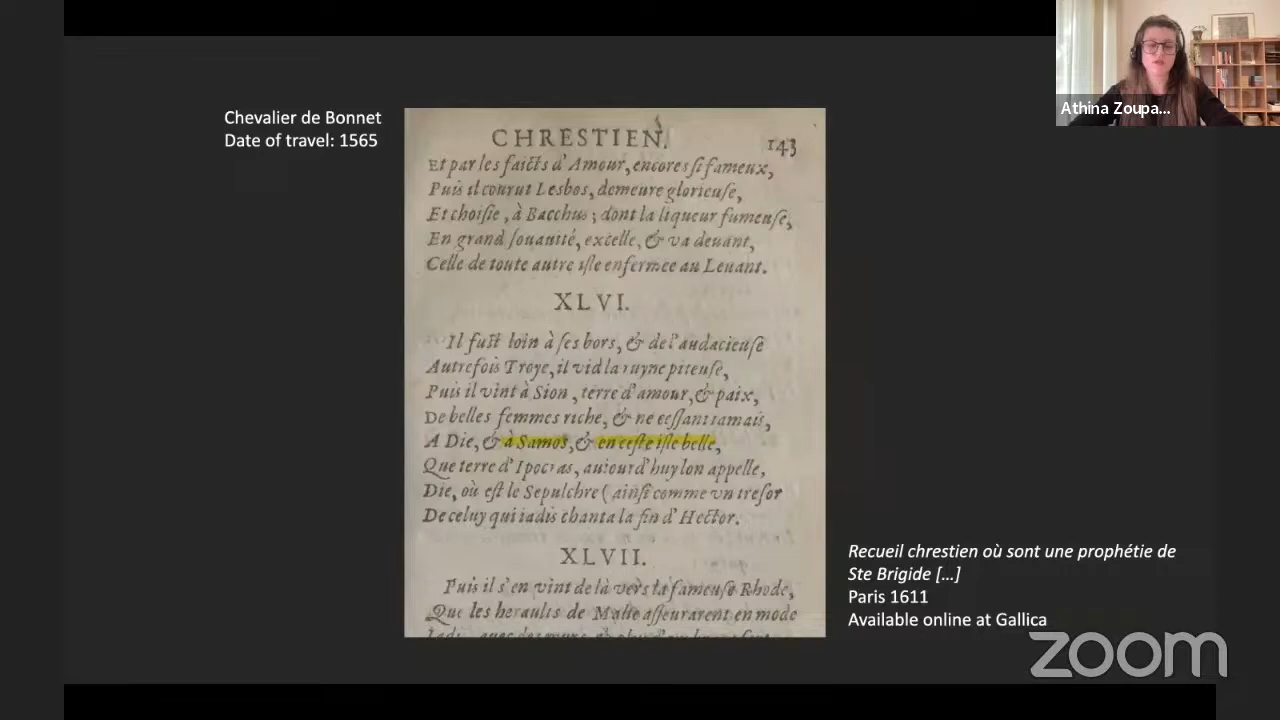 Chevalier de Bonnet
Date of travel: 1565
CHRESTIEN.
143
Et par les faicts d'Amour, encores si fameux,
Puis il courut Lesbos, demeure glorieuse,
Et choisie, à Bacchus; dont la liqueur fumeuse,
En grand souauité, excelle, & va deuant,
Celle de toute autre isle enfermee au Leuant.
XLVI.
Il fust loin à ses bors, & de l'audacieuse
Autrefois Troye, il vid la ruyne piteuse,
Puis il vint à Sion, terre d'amour, & paix,
De belles femmes riche, & ne cessant iamais,
A Die, & à Samos, & en ceste isle belle,
Que terre d'Ipocras, auiourd'huy lon appelle,
Die, où est le Sepulchre (ainsi comme vn tresor
De celuy qui iadis chanta la fin d'Hector.
XLVII.
Puis il s'en vint de là vers la fameuse Rhode,
Que les heraults de Malte asseurarent en mode
Recueil chrestien où sont une prophétie de
Ste Brigide [...]
Paris 1611
Available online at Gallica
Athina Zoupa...
zoom